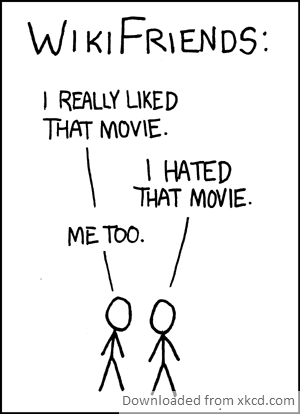 WIKIFRIENDS:
I REALLY LIKED
THAT MOVIE.
I HATED
THAT MOVIE.
ME TOO.
Downloaded from xkcd.com